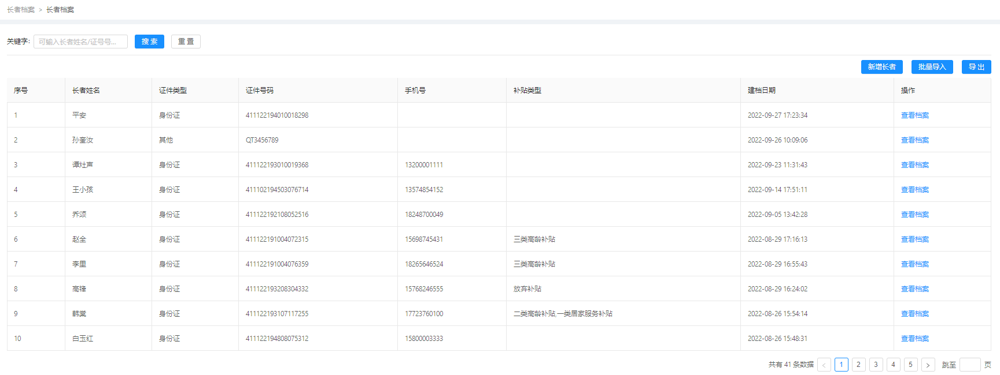 长者档案 > 长者档案
关键字: 可输入长者姓名/证号号... 搜 索 重 置
新增长者 批量导入 导 出
序号 长者姓名 证件类型 证件号码 手机号 补贴类型 建档日期 操作
1 平安 身份证 411122194010018298 2022-09-27 17:23:34 查看档案
2 孙奎汝 其他 QT3456789 2022-09-26 10:09:06 查看档案
3 谭灶声 身份证 411122193010019368 13200001111 2022-09-23 11:31:43 查看档案
4 王小孩 身份证 411102194503076714 13574854152 2022-09-14 17:51:11 查看档案
5 乔颂 身份证 411122192108052516 18248700049 2022-09-05 13:42:28 查看档案
6 赵全 身份证 411122191004072315 15698745431 三类高龄补贴 2022-08-29 17:16:13 查看档案
7 李里 身份证 411122191004076359 18265646524 三类高龄补贴 2022-08-29 16:55:43 查看档案
8 高锋 身份证 411122193208304332 15768246555 放弃补贴 2022-08-29 16:24:02 查看档案
9 韩棠 身份证 411122193107117255 17723760100 二类高龄补贴,一类居家服务补贴 2022-08-26 15:54:14 查看档案
10 白玉红 身份证 411122194808075312 15800003333 2022-08-26 15:48:31 查看档案
共有 41 条数据 < 1 2 3 4 5 > 跳至 页